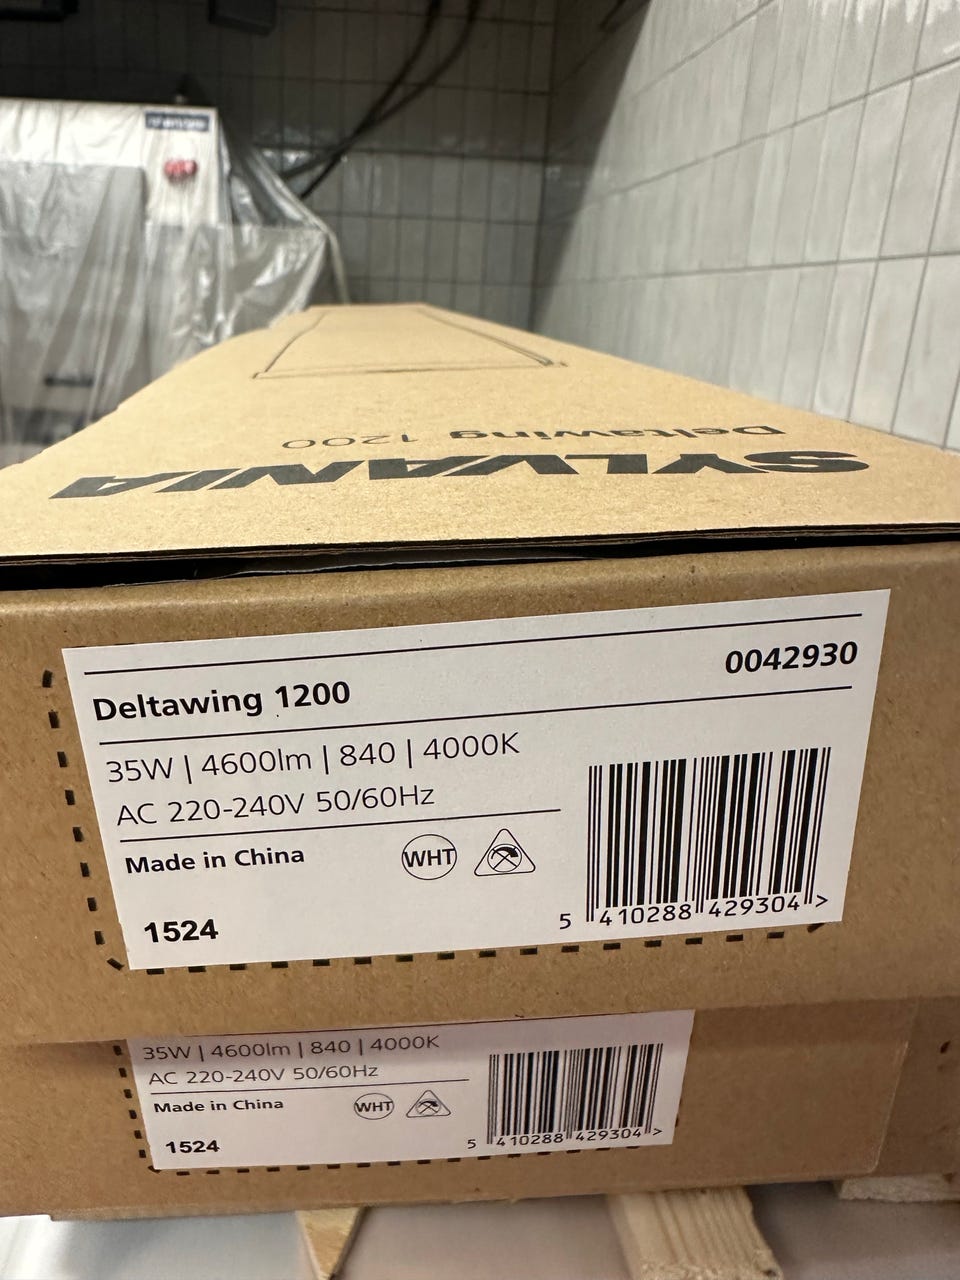 Deltawing 1200
SYLVANIA
Deltawing 1200
0042930
35W | 4600lm | 840 | 4000K
AC 220-240V 50/60Hz
Made in China
WHT
1524
5 410288 429304 >
35W | 4600lm | 840 | 4000K
AC 220-240V 50/60Hz
Made in China
WHT
1524
5 410288 429304 >